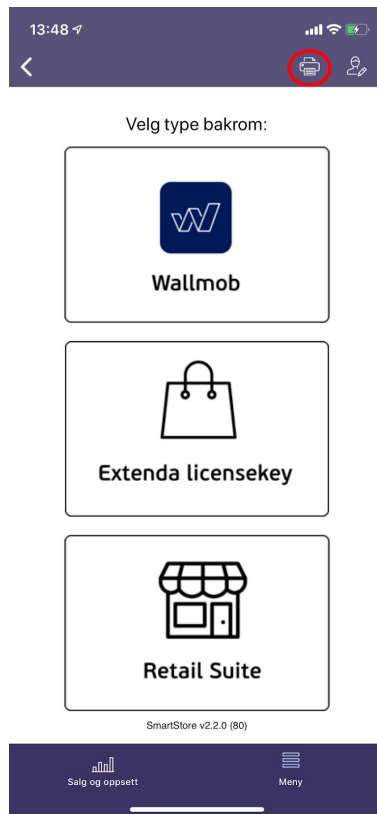 13:48
Velg type bakrom:
Wallmob
Extenda licensekey
Retail Suite
SmartStore v2.2.0 (80)
Salg og oppsett
Meny